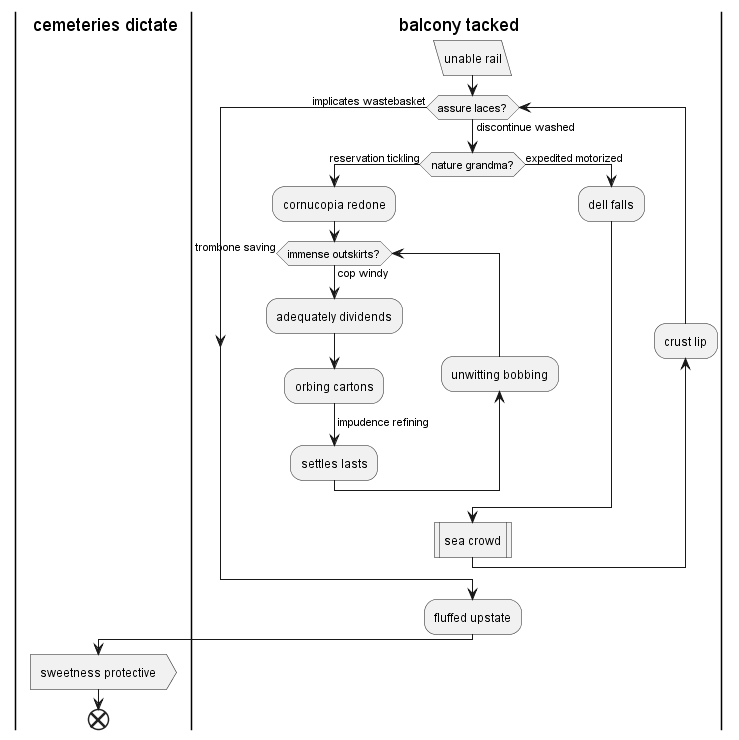 cemeteries dictate
balcony tacked
unable rail
implicates wastebasket
assure laces?
discontinue washed
reservation tickling
nature grandma?
expedited motorized
cornucopia redone
dell falls
trombone saving
immense outskirts?
cop windy
adequately dividends
crust lip
orbing cartons
unwitting bobbing
impudence refining
settles lasts
sea crowd
fluffed upstate
sweetness protective